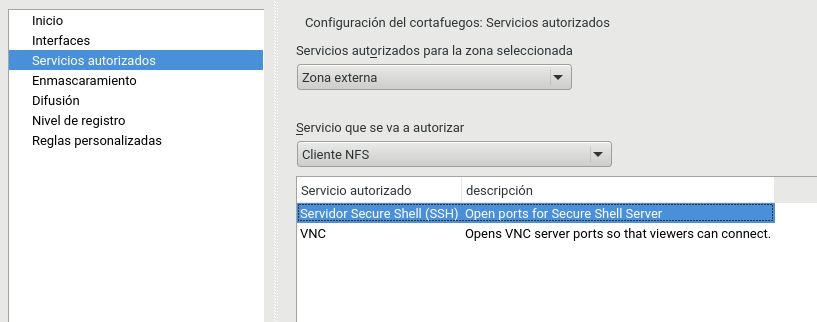 Inicio
Interfaces
Servicios autorizados
Enmascaramiento
Difusión
Nivel de registro
Reglas personalizadas
Configuración del cortafuegos: Servicios autorizados
Servicios autorizados para la zona seleccionada
Zona externa
Servicio que se va a autorizar
Cliente NFS
Servicio autorizado descripción
Servidor Secure Shell (SSH) Open ports for Secure Shell Server
VNC Opens VNC server ports so that viewers can connect.